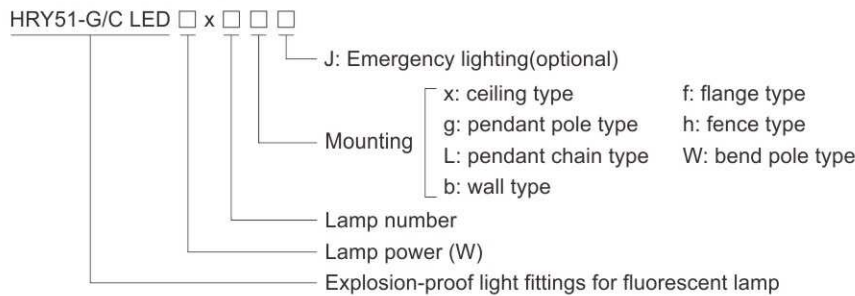 HRY51-G/C LED □ x □ □ □
J: Emergency lighting(optional)
Mounting
x: ceiling type
f: flange type
g: pendant pole type
h: fence type
L: pendant chain type
W: bend pole type
b: wall type
Lamp number
Lamp power (W)
Explosion-proof light fittings for fluorescent lamp